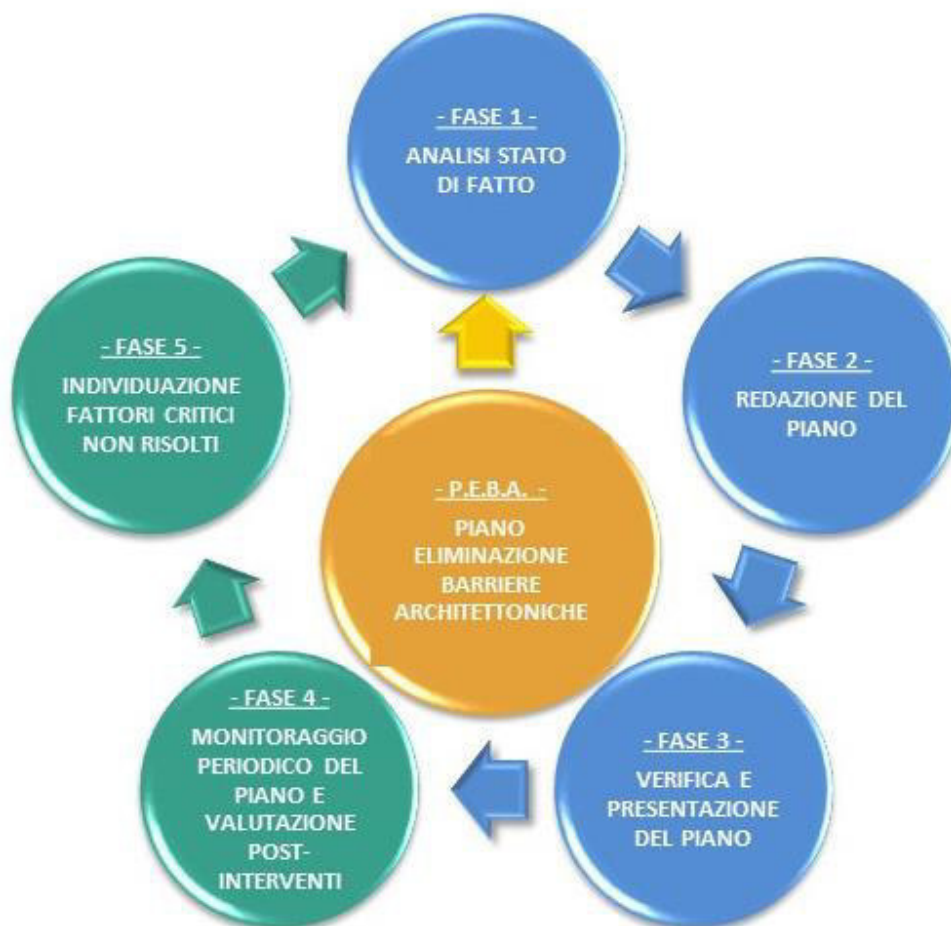 - FASE 1 -
ANALISI STATO
DI FATTO
- FASE 2 -
REDAZIONE DEL
PIANO
- FASE 3 -
VERIFICA E
PRESENTAZIONE
DEL PIANO
- FASE 4 -
MONITORAGGIO
PERIODICO DEL
PIANO E
VALUTAZIONE
POST-
INTERVENTI
- FASE 5 -
INDIVIDUAZIONE
FATTORI CRITICI
NON RISOLTI
- P.E.B.A. -
PIANO
ELIMINAZIONE
BARRIERE
ARCHITETTONICHE